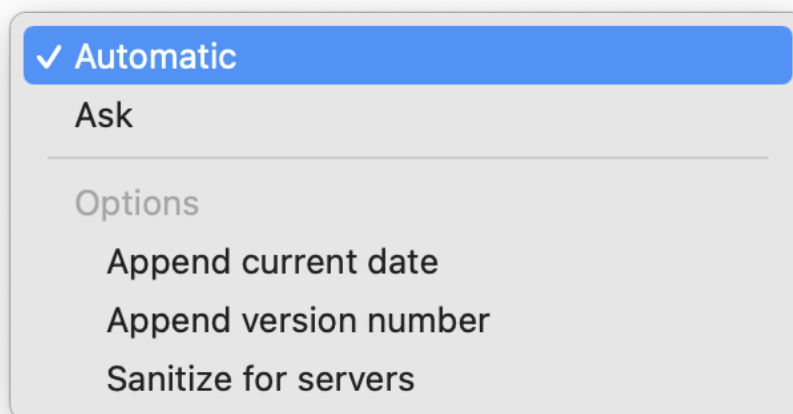 Automatic
Ask
Options
Append current date
Append version number
Sanitize for servers